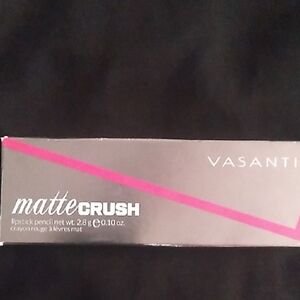 VASANTI
matteCRUSH
lipstick pencil net wt. 2.8 g ℮ 0.10 oz.
crayon rouge à lèvres mat